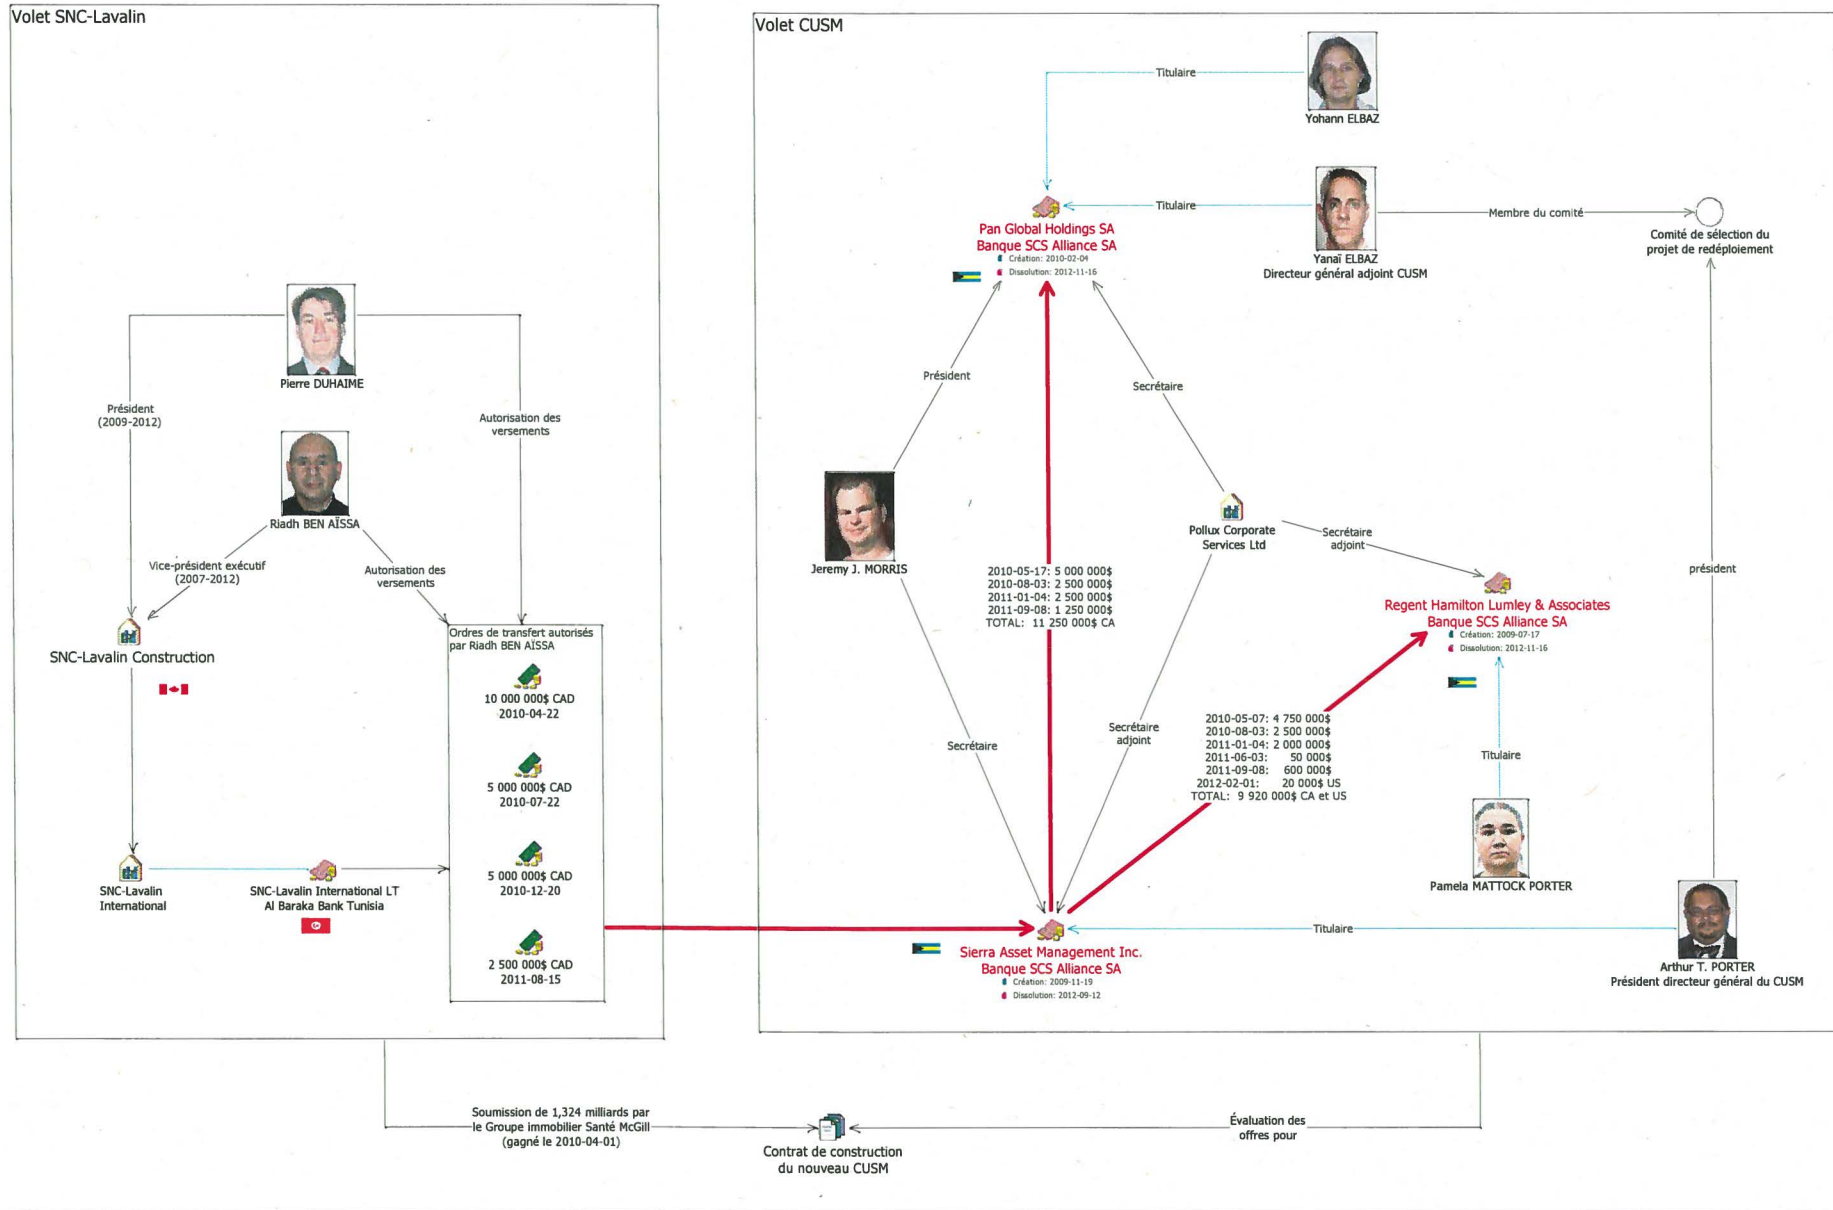 Volet SNC-Lavalin
Pierre DUHAIME
Président
(2009-2012)
Autorisation des
versements
Riadh BEN AÏSSA
Vice-président exécutif
(2007-2012)
Autorisation des
versements
SNC-Lavalin Construction
Ordres de transfert autorisés
par Riadh BEN AÏSSA
10 000 000$ CAD
2010-04-22
5 000 000$ CAD
2010-07-22
5 000 000$ CAD
2010-12-20
2 500 000$ CAD
2011-08-15
SNC-Lavalin
International
SNC-Lavalin International LT
Al Baraka Bank Tunisia
Volet CUSM
Titulaire
Yohann ELBAZ
Titulaire
Yanaï ELBAZ
Directeur général adjoint CUSM
Membre du comité
Comité de sélection du
projet de redéploiement
Pan Global Holdings SA
Banque SCS Alliance SA
Création: 2010-02-04
Dissolution: 2012-11-16
Président
Secrétaire
Jeremy J. MORRIS
Pollux Corporate
Services Ltd
Secrétaire
adjoint
2010-05-17: 5 000 000$
2010-08-03: 2 500 000$
2011-01-04: 2 500 000$
2011-09-08: 1 250 000$
TOTAL: 11 250 000$ CA
président
Regent Hamilton Lumley & Associates
Banque SCS Alliance SA
Création: 2009-07-17
Dissolution: 2012-11-16
Secrétaire
Secrétaire
adjoint
2010-05-07: 4 750 000$
2010-08-03: 2 500 000$
2011-01-04: 2 000 000$
2011-06-03: 50 000$
2011-09-08: 600 000$
2012-02-01: 20 000$ US
TOTAL: 9 920 000$ CA et US
Titulaire
Pamela MATTOCK PORTER
Titulaire
Sierra Asset Management Inc.
Banque SCS Alliance SA
Création: 2009-11-19
Dissolution: 2012-09-12
Arthur T. PORTER
Président directeur général du CUSM
Soumission de 1,324 milliards par
le Groupe immobilier Santé McGill
(gagné le 2010-04-01)
Évaluation des
offres pour
Contrat de construction
du nouveau CUSM